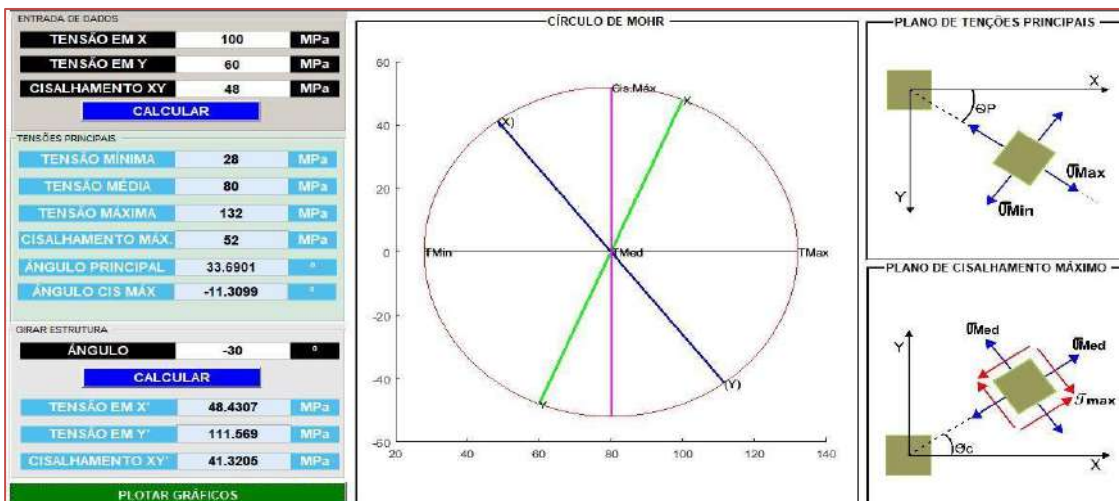 ENTRADA DE DADOS
TENSÃO EM X 100 MPa
TENSÃO EM Y 60 MPa
CISALHAMENTO XY 48 MPa
CALCULAR
TENSÕES PRINCIPAIS
TENSÃO MÍNIMA 28 MPa
TENSÃO MÉDIA 80 MPa
TENSÃO MÁXIMA 132 MPa
CISALHAMENTO MÁX. 52 MPa
ÂNGULO PRINCIPAL 33.6901 º
ÂNGULO CIS MÁX -11.3099 º
GIRAR ESTRUTURA
ÂNGULO -30 º
CALCULAR
TENSÃO EM X' 48.4307 MPa
TENSÃO EM Y' 111.569 MPa
CISALHAMENTO XY' 41.3205 MPa
PLOTAR GRÁFICOS
CÍRCULO DE MOHR
60
40
20
0
-20
-40
-60
20 40 60 80 100 120 140
Cis.Máx
X
(X)
TMin
TMed
TMax
Y
(Y)
PLANO DE TENÇÕES PRINCIPAIS
X
ΘP
σMax
σMin
Y
PLANO DE CISALHAMENTO MÁXIMO
σMed
σMed
Y
τmax
Θc
X